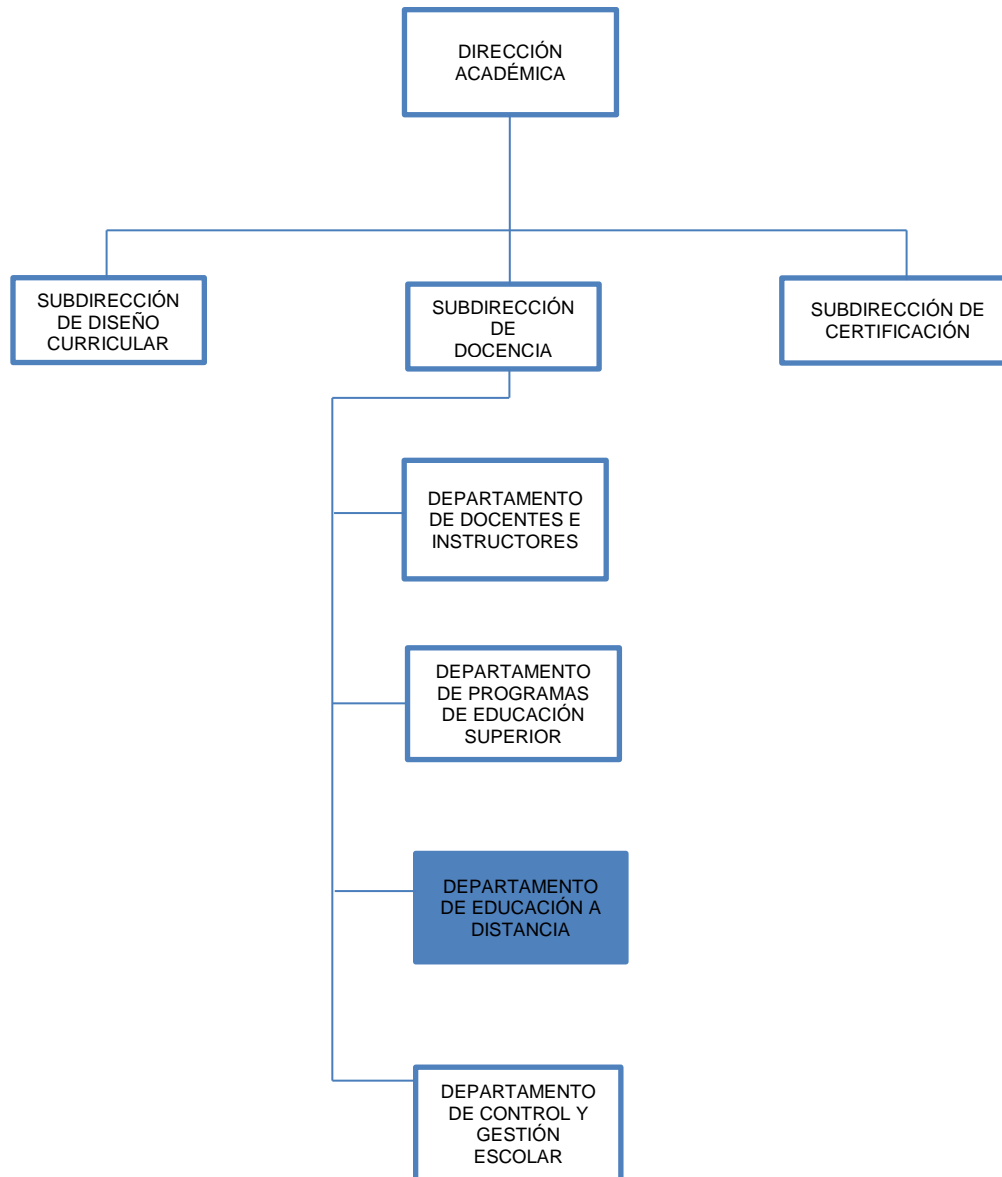 DIRECCIÓN
ACADÉMICA
SUBDIRECCIÓN
DE DISEÑO
CURRICULAR
SUBDIRECCIÓN
DE
DOCENCIA
SUBDIRECCIÓN DE
CERTIFICACIÓN
DEPARTAMENTO
DE DOCENTES E
INSTRUCTORES
DEPARTAMENTO
DE PROGRAMAS
DE EDUCACIÓN
SUPERIOR
DEPARTAMENTO
DE EDUCACIÓN A
DISTANCIA
DEPARTAMENTO
DE CONTROL Y
GESTIÓN
ESCOLAR